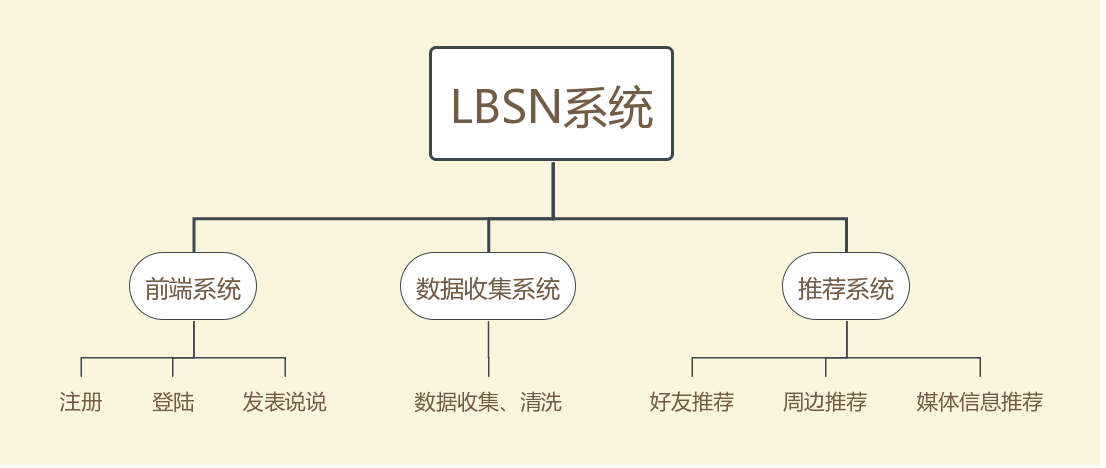 LBSN系统
前端系统
数据收集系统
推荐系统
注册
登陆
发表说说
数据收集、清洗
好友推荐
周边推荐
媒体信息推荐